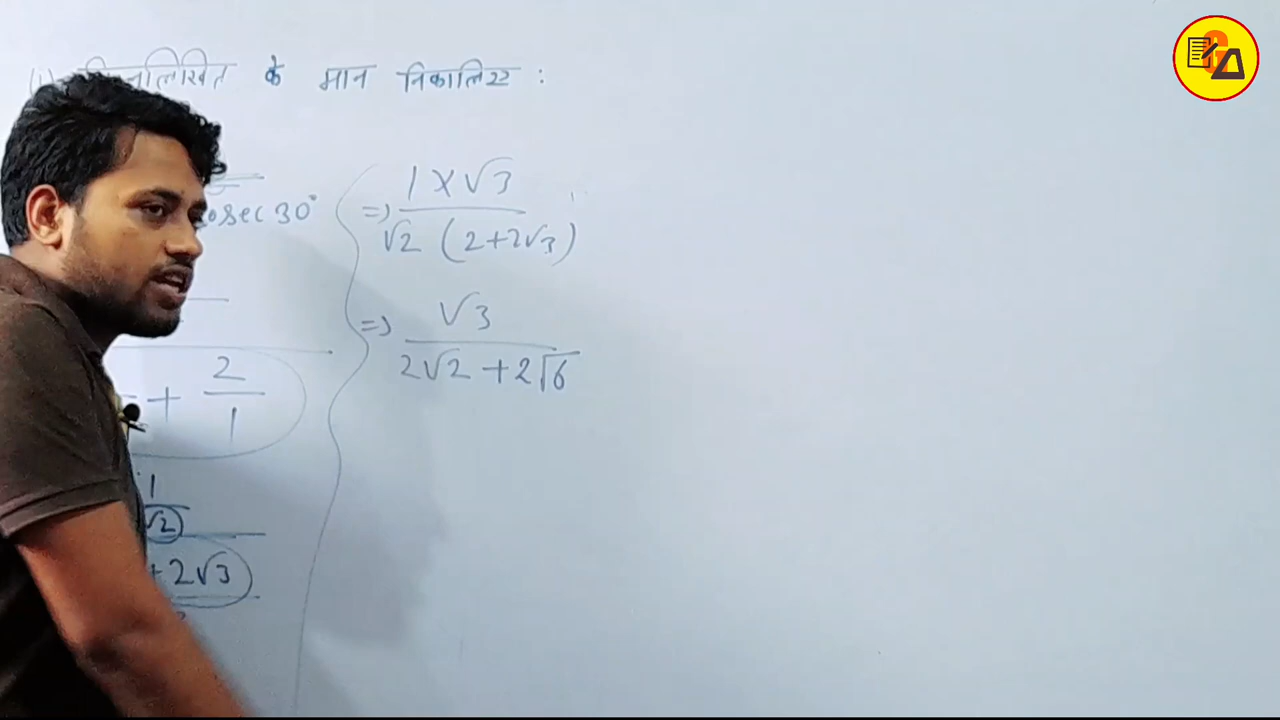 के मान निकालिए :
cosec 30°
+ 2/1
1/√2
+ 2√3
=> 1 X √3 / √2 (2+2√3)
=> √3 / 2√2 + 2√6